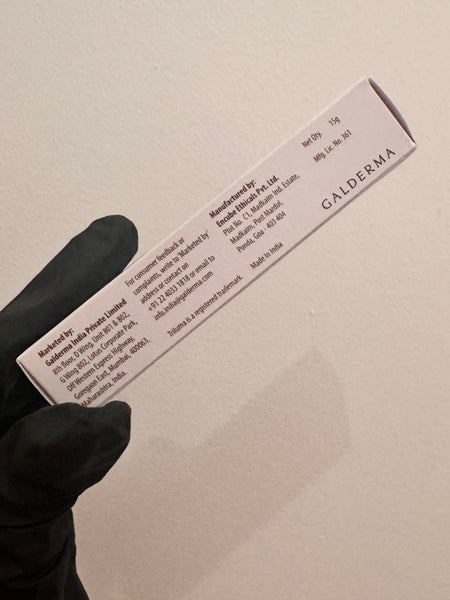 Marketed by:
Galderma India Private Limited
8th floor, D Wing, Unit 801 & 802,
G Wing 802, Lotus Corporate Park,
Off Western Express Highway,
Goregaon East, Mumbai, 400063,
Maharashtra, India.
For consumer feedback or
complaints, write to 'Marketed by'
address or contact on
+91 22 4033 1818 or email to
info.india@galderma.com
Triluma is a registered trademark.
Manufactured by:
Encube Ethicals Pvt. Ltd.
Plot No. C1, Madkaim Ind. Estate,
Madkaim, Post Mardol,
Ponda, Goa - 403 404
Made in India
Net Qty. 15g
Mfg. Lic. No. 361
GALDERMA